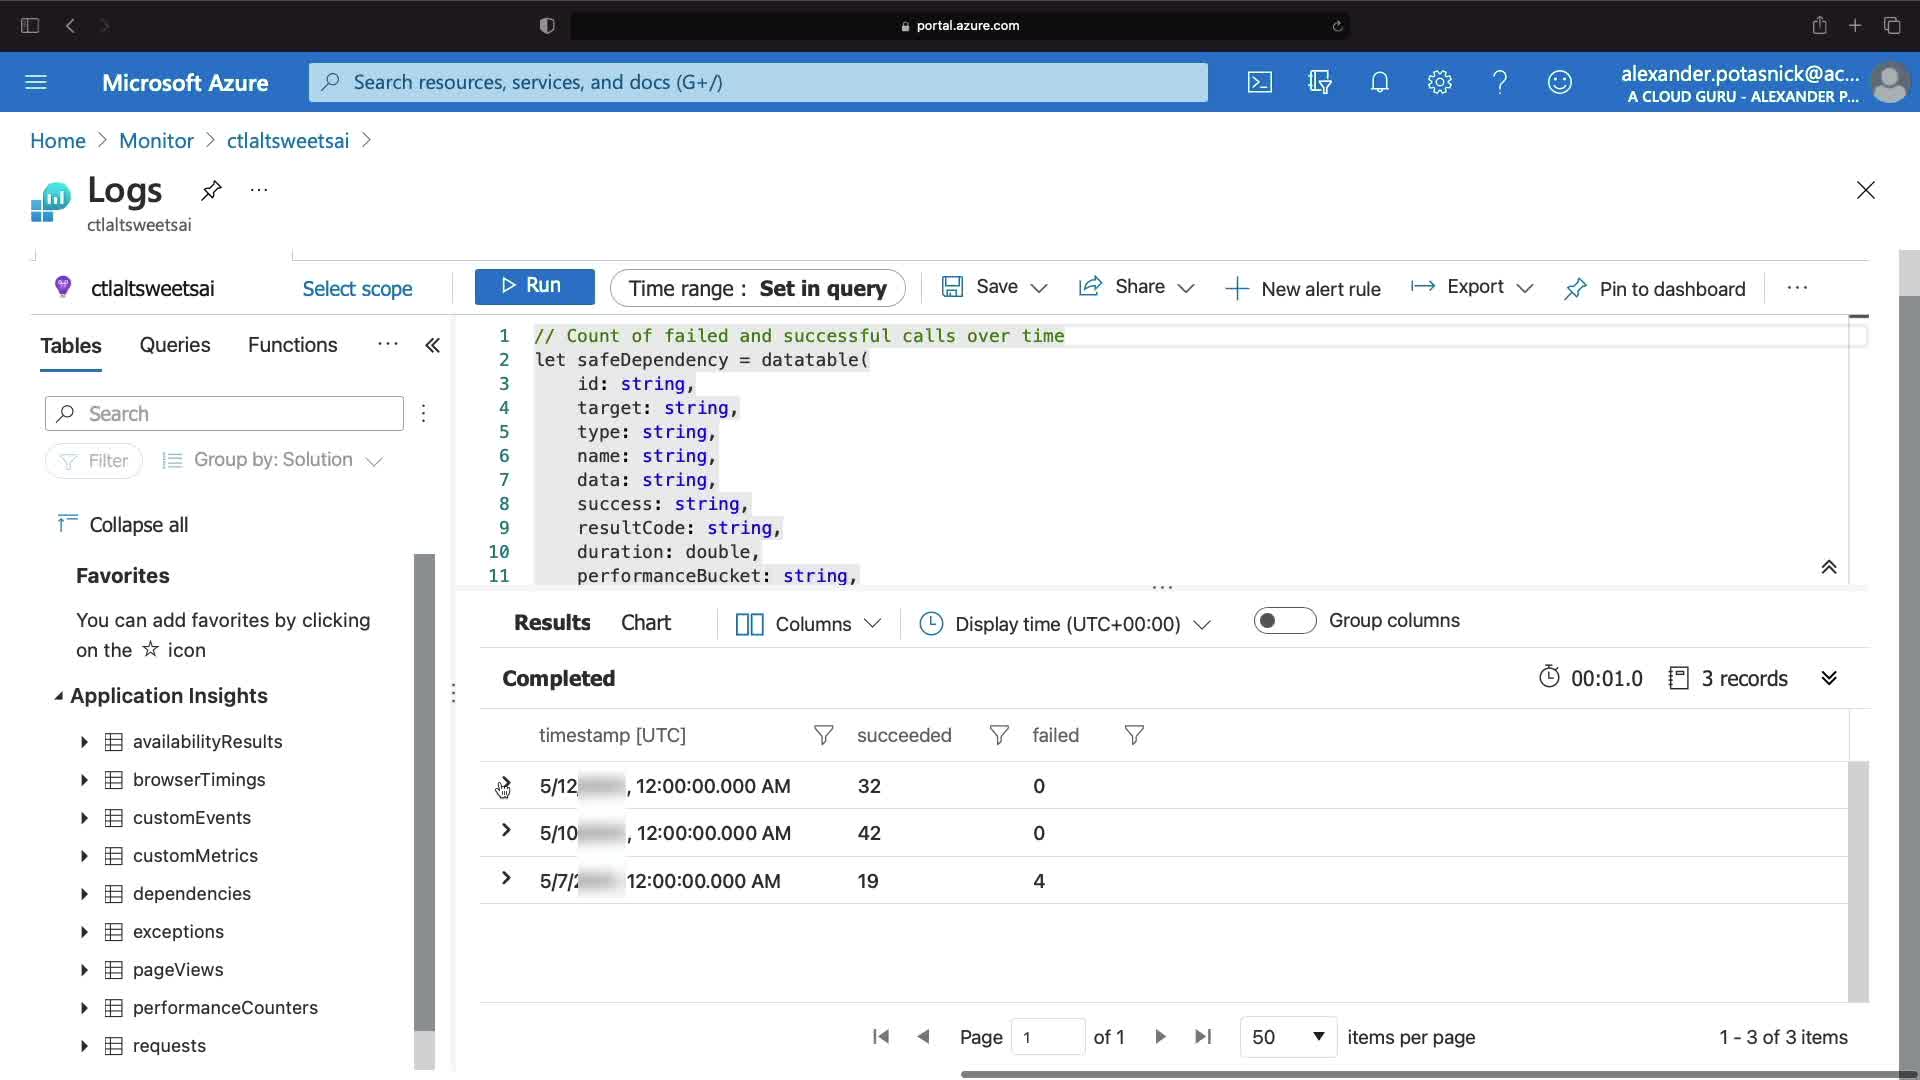 portal.azure.com
Microsoft Azure
Search resources, services, and docs (G+/)
alexander.potasnick@ac...
A CLOUD GURU - ALEXANDER P...
Home > Monitor > ctlaltsweetsai >
Logs
ctlaltsweetsai
ctlaltsweetsai
Select scope
Run
Time range : Set in query
Save
Share
New alert rule
Export
Pin to dashboard
Tables
Queries
Functions
Search
Filter
Group by: Solution
Collapse all
Favorites
You can add favorites by clicking
on the ☆ icon
Application Insights
availabilityResults
browserTimings
customEvents
customMetrics
dependencies
exceptions
pageViews
performanceCounters
requests
1 // Count of failed and successful calls over time
2 let safeDependency = datatable(
3 id: string,
4 target: string,
5 type: string,
6 name: string,
7 data: string,
8 success: string,
9 resultCode: string,
10 duration: double,
11 performanceBucket: string,
Results
Chart
Columns
Display time (UTC+00:00)
Group columns
Completed
00:01.0
3 records
timestamp [UTC] succeeded failed
5/12 , 12:00:00.000 AM 32 0
5/10 , 12:00:00.000 AM 42 0
5/7/ 12:00:00.000 AM 19 4
Page 1 of 1
50 items per page
1 - 3 of 3 items